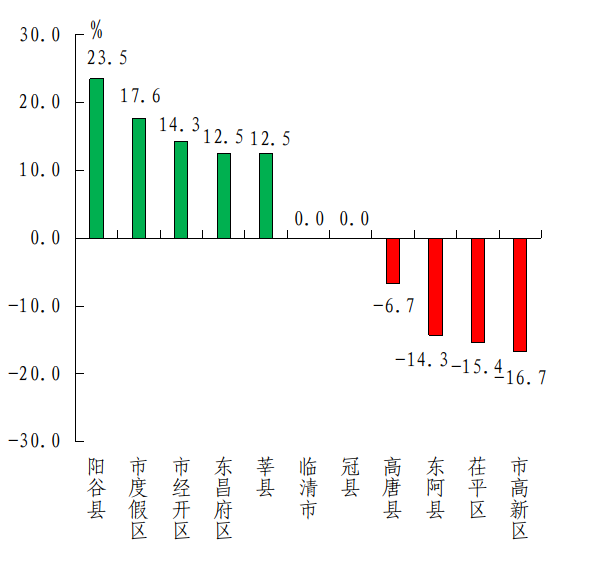 %
30.0
20.0
10.0
0.0
-10.0
-20.0
-30.0
23.5
17.6
14.3
12.5
12.5
0.0
0.0
-6.7
-14.3
-15.4
-16.7
阳谷县
市度假区
市经开区
东昌府区
莘县
临清市
冠县
高唐县
东阿县
茌平区
市高新区